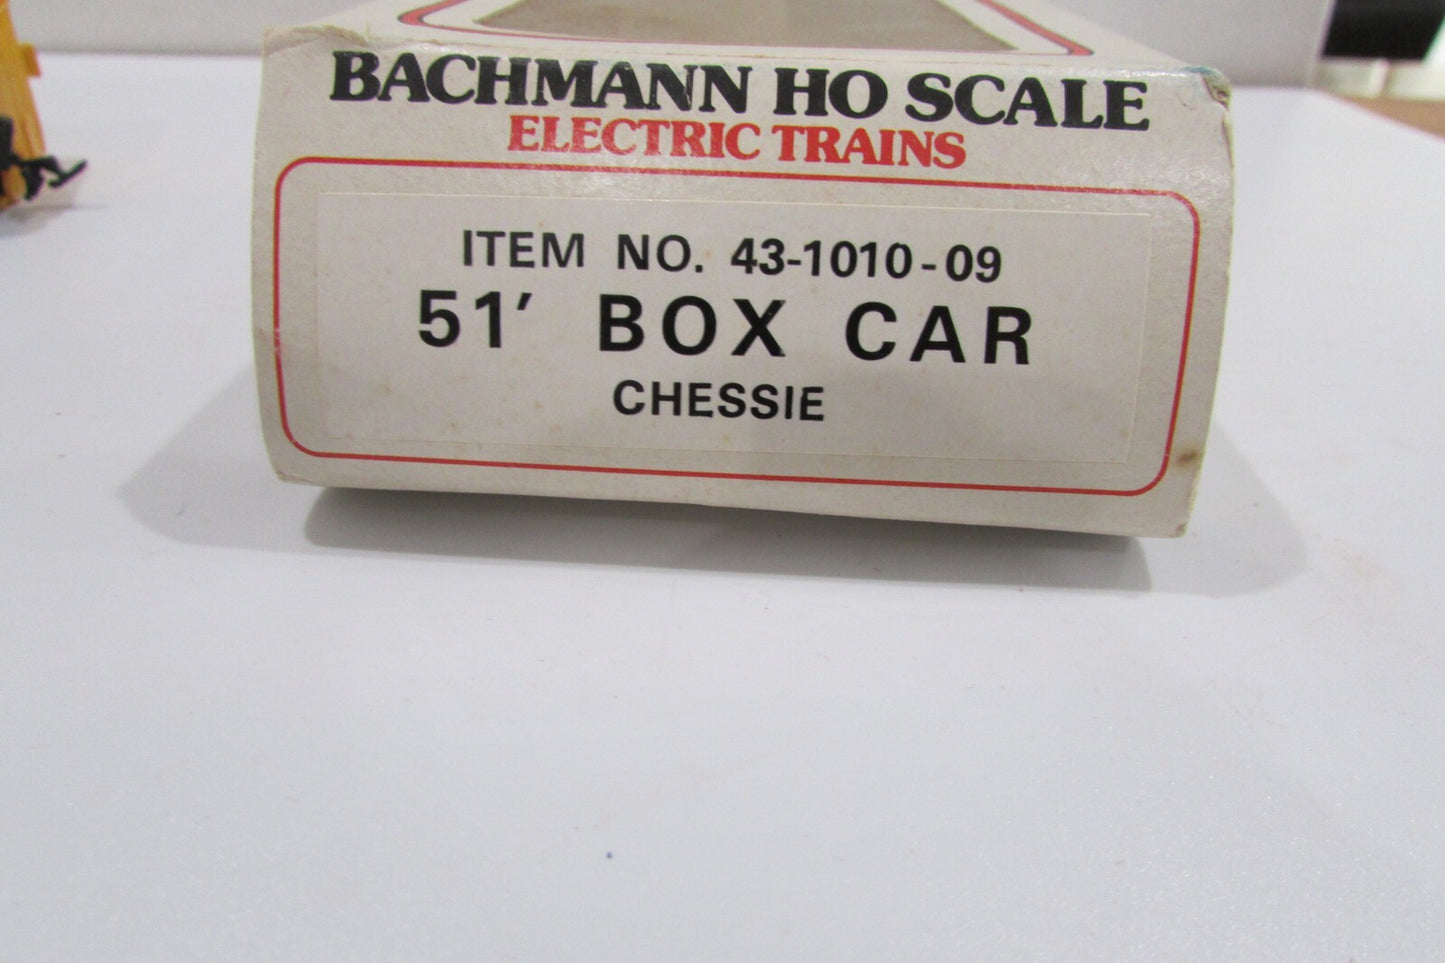 BACHMANN HO SCALE
ELECTRIC TRAINS
ITEM NO. 43-1010-09
51' BOX CAR
CHESSIE